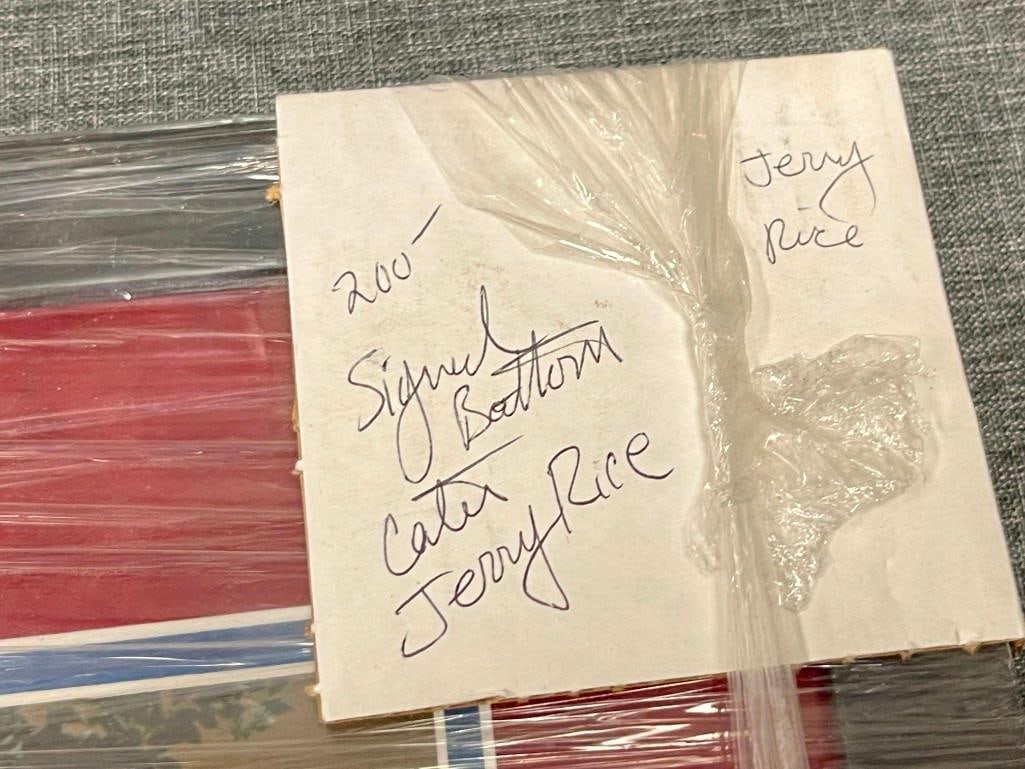 200-
Signed
Bottom
Cater
Jerry Rice
Jerry
Rice